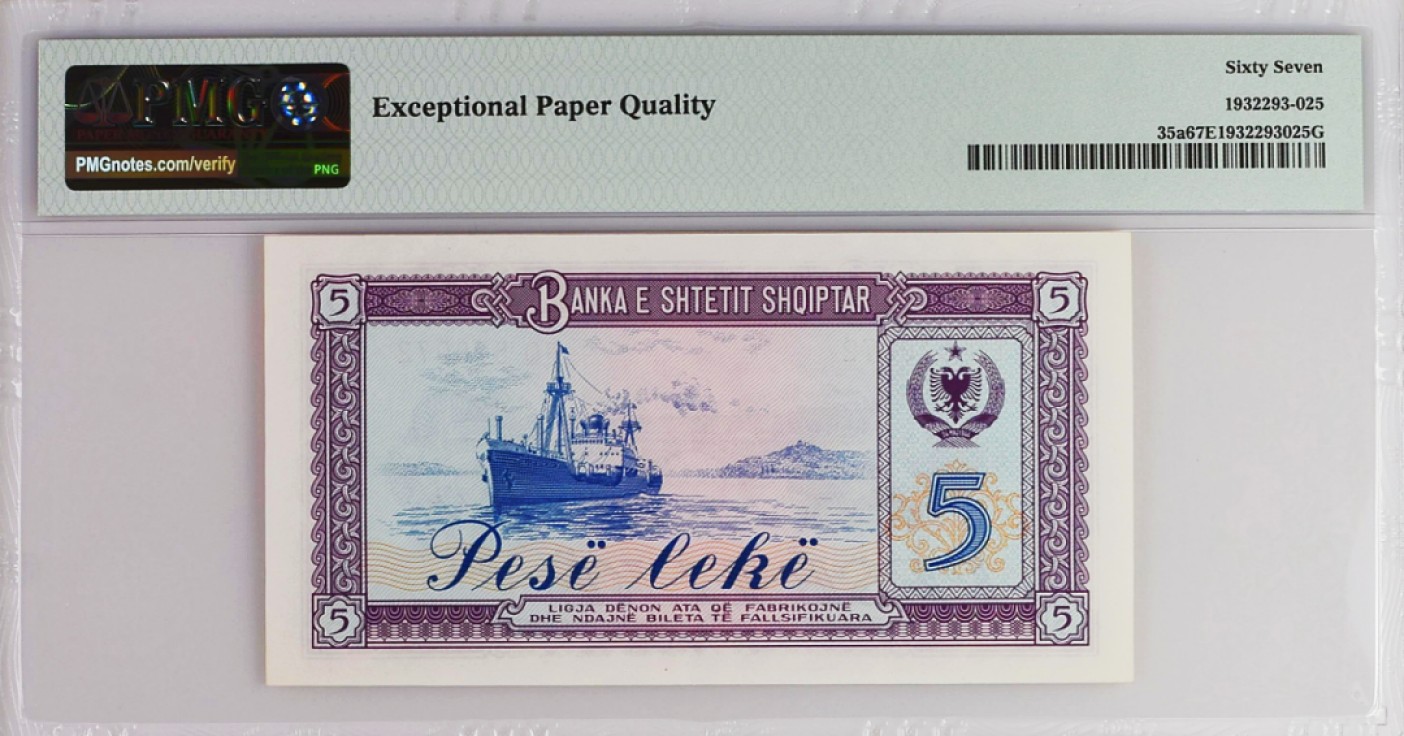 Sixty Seven
PMG
Exceptional Paper Quality
1932293-025
35a67E1932293025G
PMGnotes.com/verify
PNG
5
BANKA E SHTETIT SHQIPTAR
5
5
Pesë lekë
5
LIGJA DËNON ATA QË FABRIKOJNË
DHE NDAJNË BILETA TË FALLSIFIKUARA
5